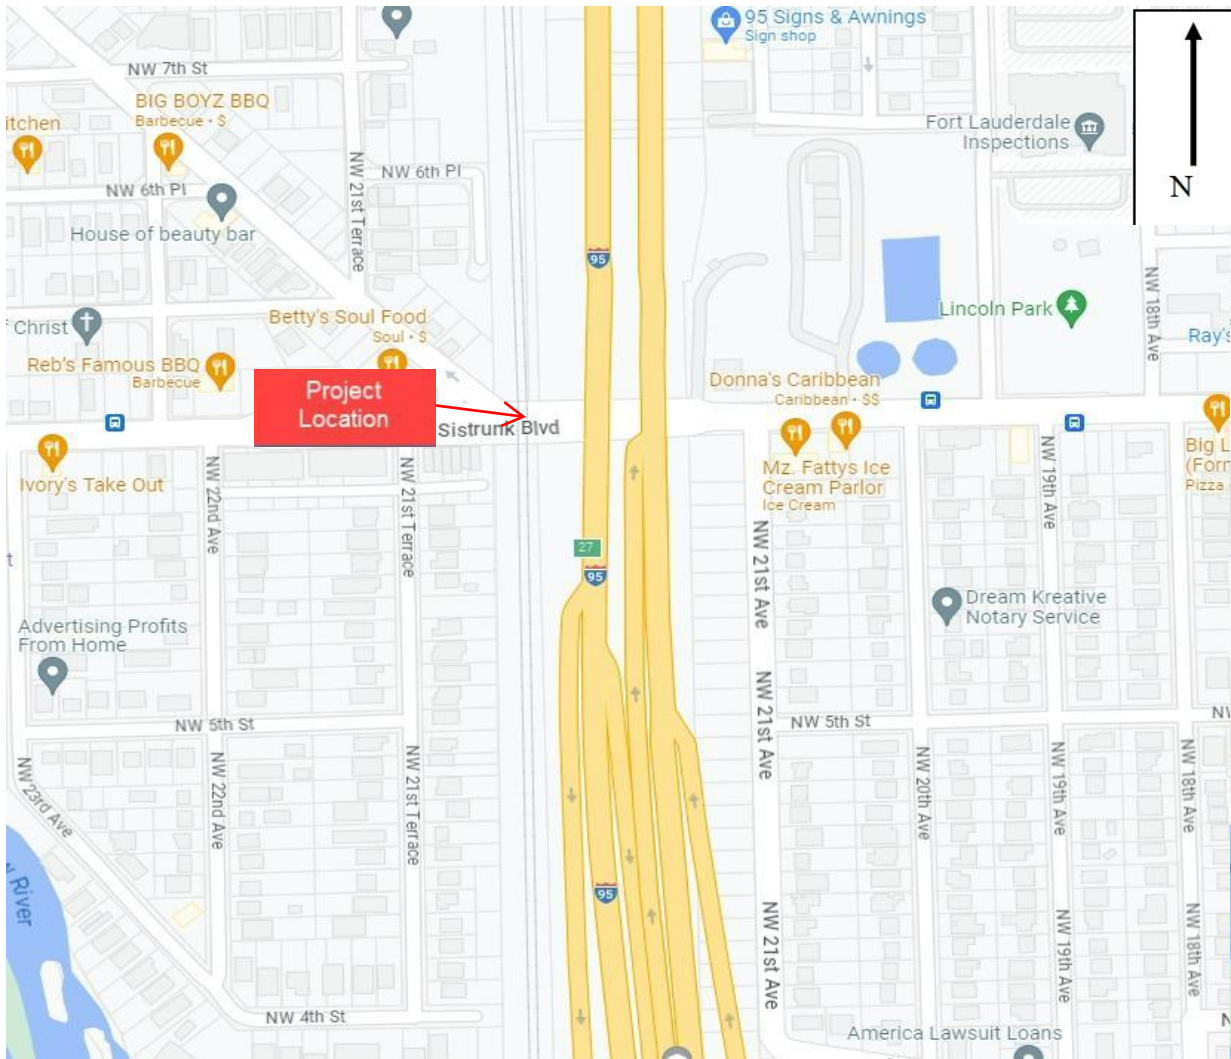 95 Signs & Awnings
Sign shop
N
NW 7th St
BIG BOYZ BBQ
Barbecue • $
itchen
Fort Lauderdale
Inspections
NW 21st Terrace
NW 6th Pl
NW 6th Pl
House of beauty bar
95
NW 18th Ave
Lincoln Park
Betty's Soul Food
Soul • $
Christ
Ray's
Reb's Famous BBQ
Barbecue
Project
Location
Donna's Caribbean
Caribbean • $$
Sistrunk Blvd
Ivory's Take Out
NW 22nd Ave
NW 21st Terrace
Mz. Fattys Ice
Cream Parlor
Ice Cream
NW 19th Ave
Big L
(Forn
Pizza
27
95
NW 21st Ave
t
Dream Kreative
Notary Service
Advertising Profits
From Home
NW 21st Ave
NW 5th St
NW 5th St
NW 23rd Ave
NW 22nd Ave
NW 21st Terrace
NW 20th Ave
NW 19th Ave
NW 18th Ave
River
95
NW 21st Ave
NW 19th Ave
NW 18th Ave
NW 4th St
America Lawsuit Loans